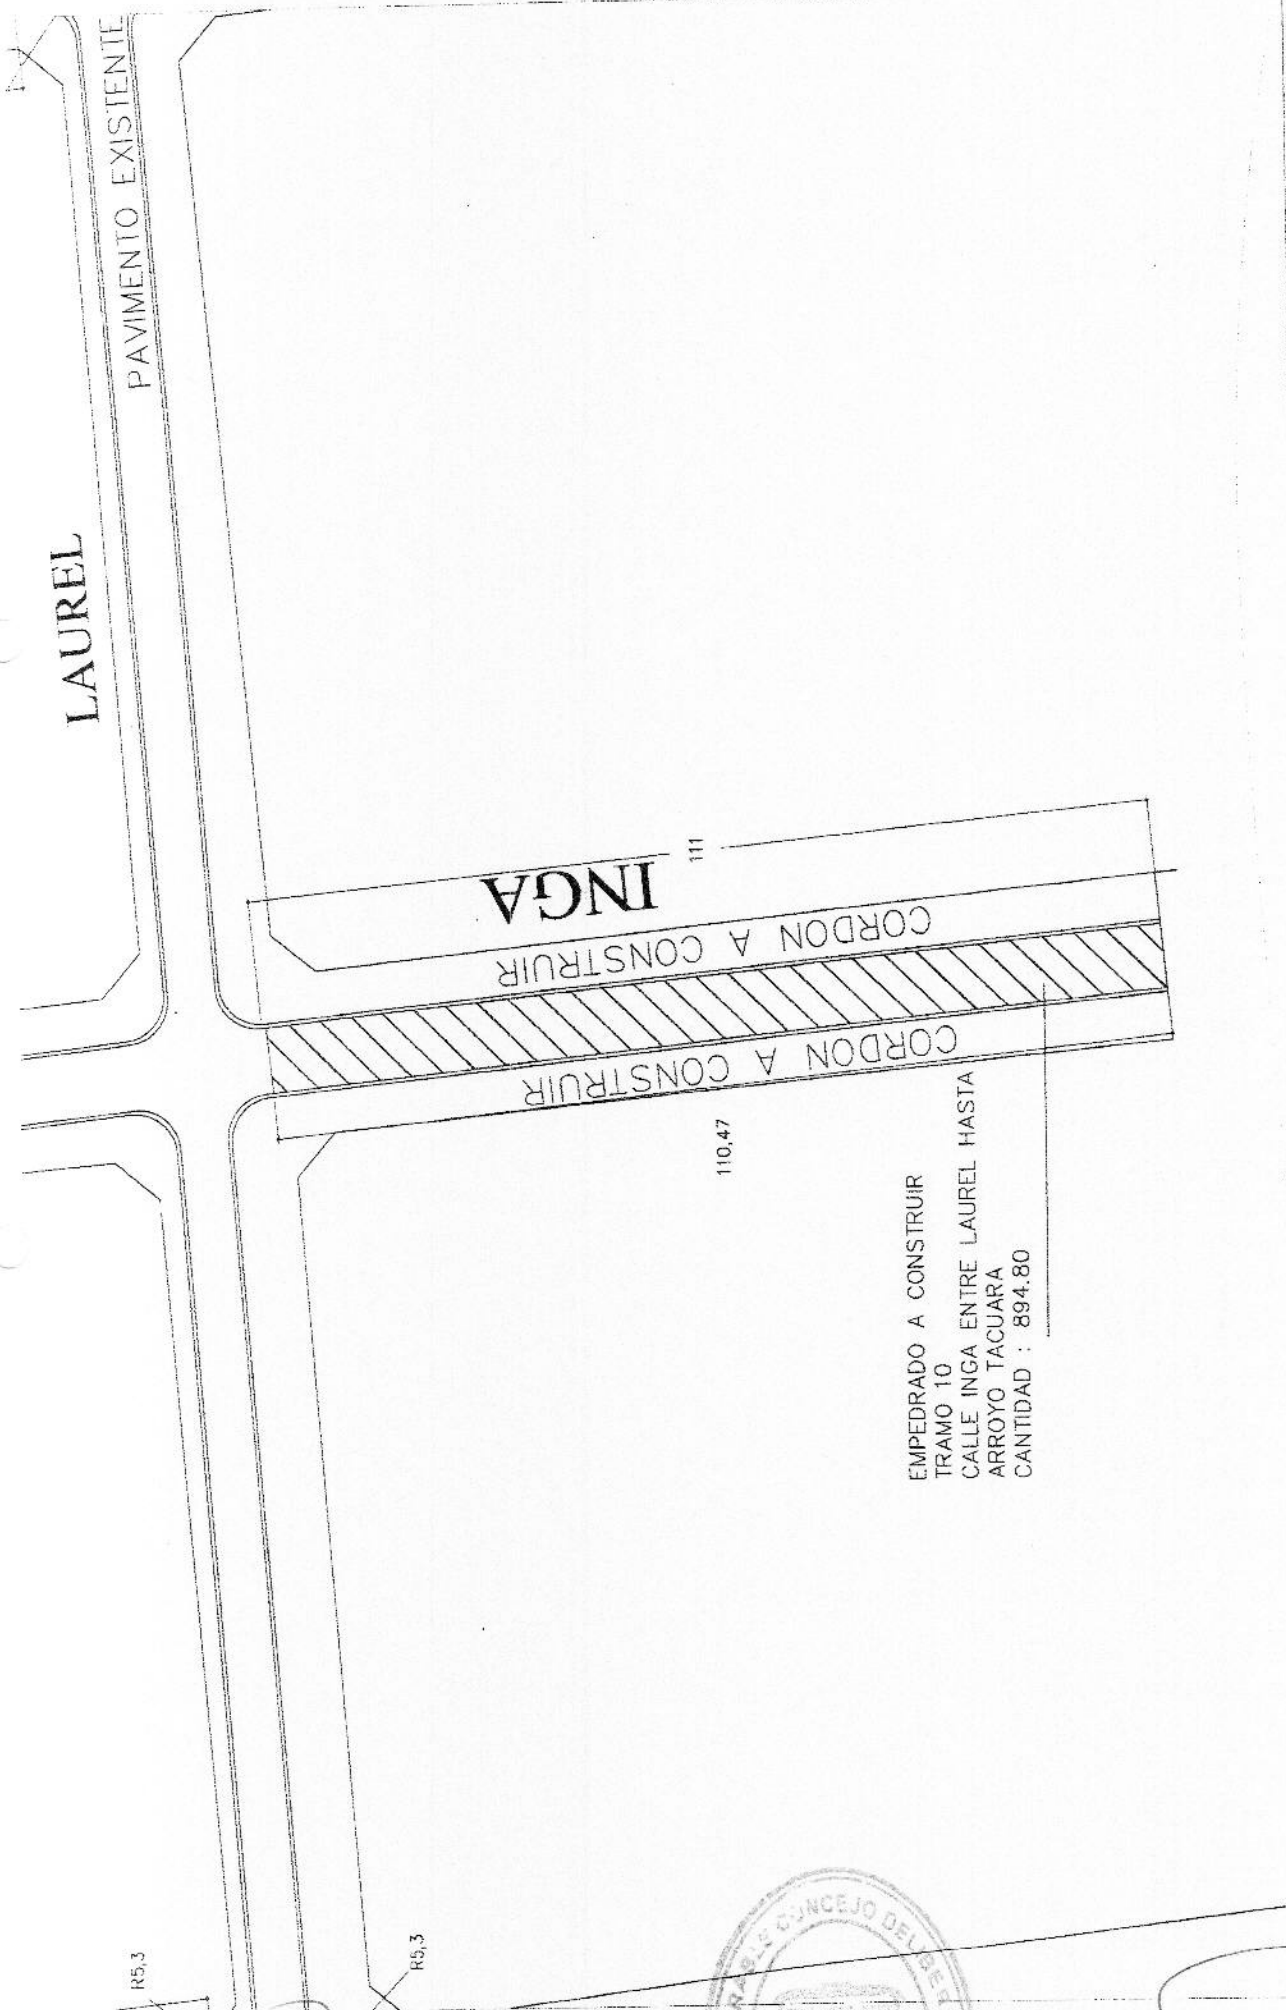 PAVIMENTO EXISTENTE
LAUREL
INGA
111
CORDON A CONSTRUIR
CORDON A CONSTRUIR
110,47
EMPEDRADO A CONSTRUIR
TRAMO 10
CALLE INGA ENTRE LAUREL HASTA
ARROYO TACUARA
CANTIDAD : 894.80
R5,3
R5,3
CONCEJO